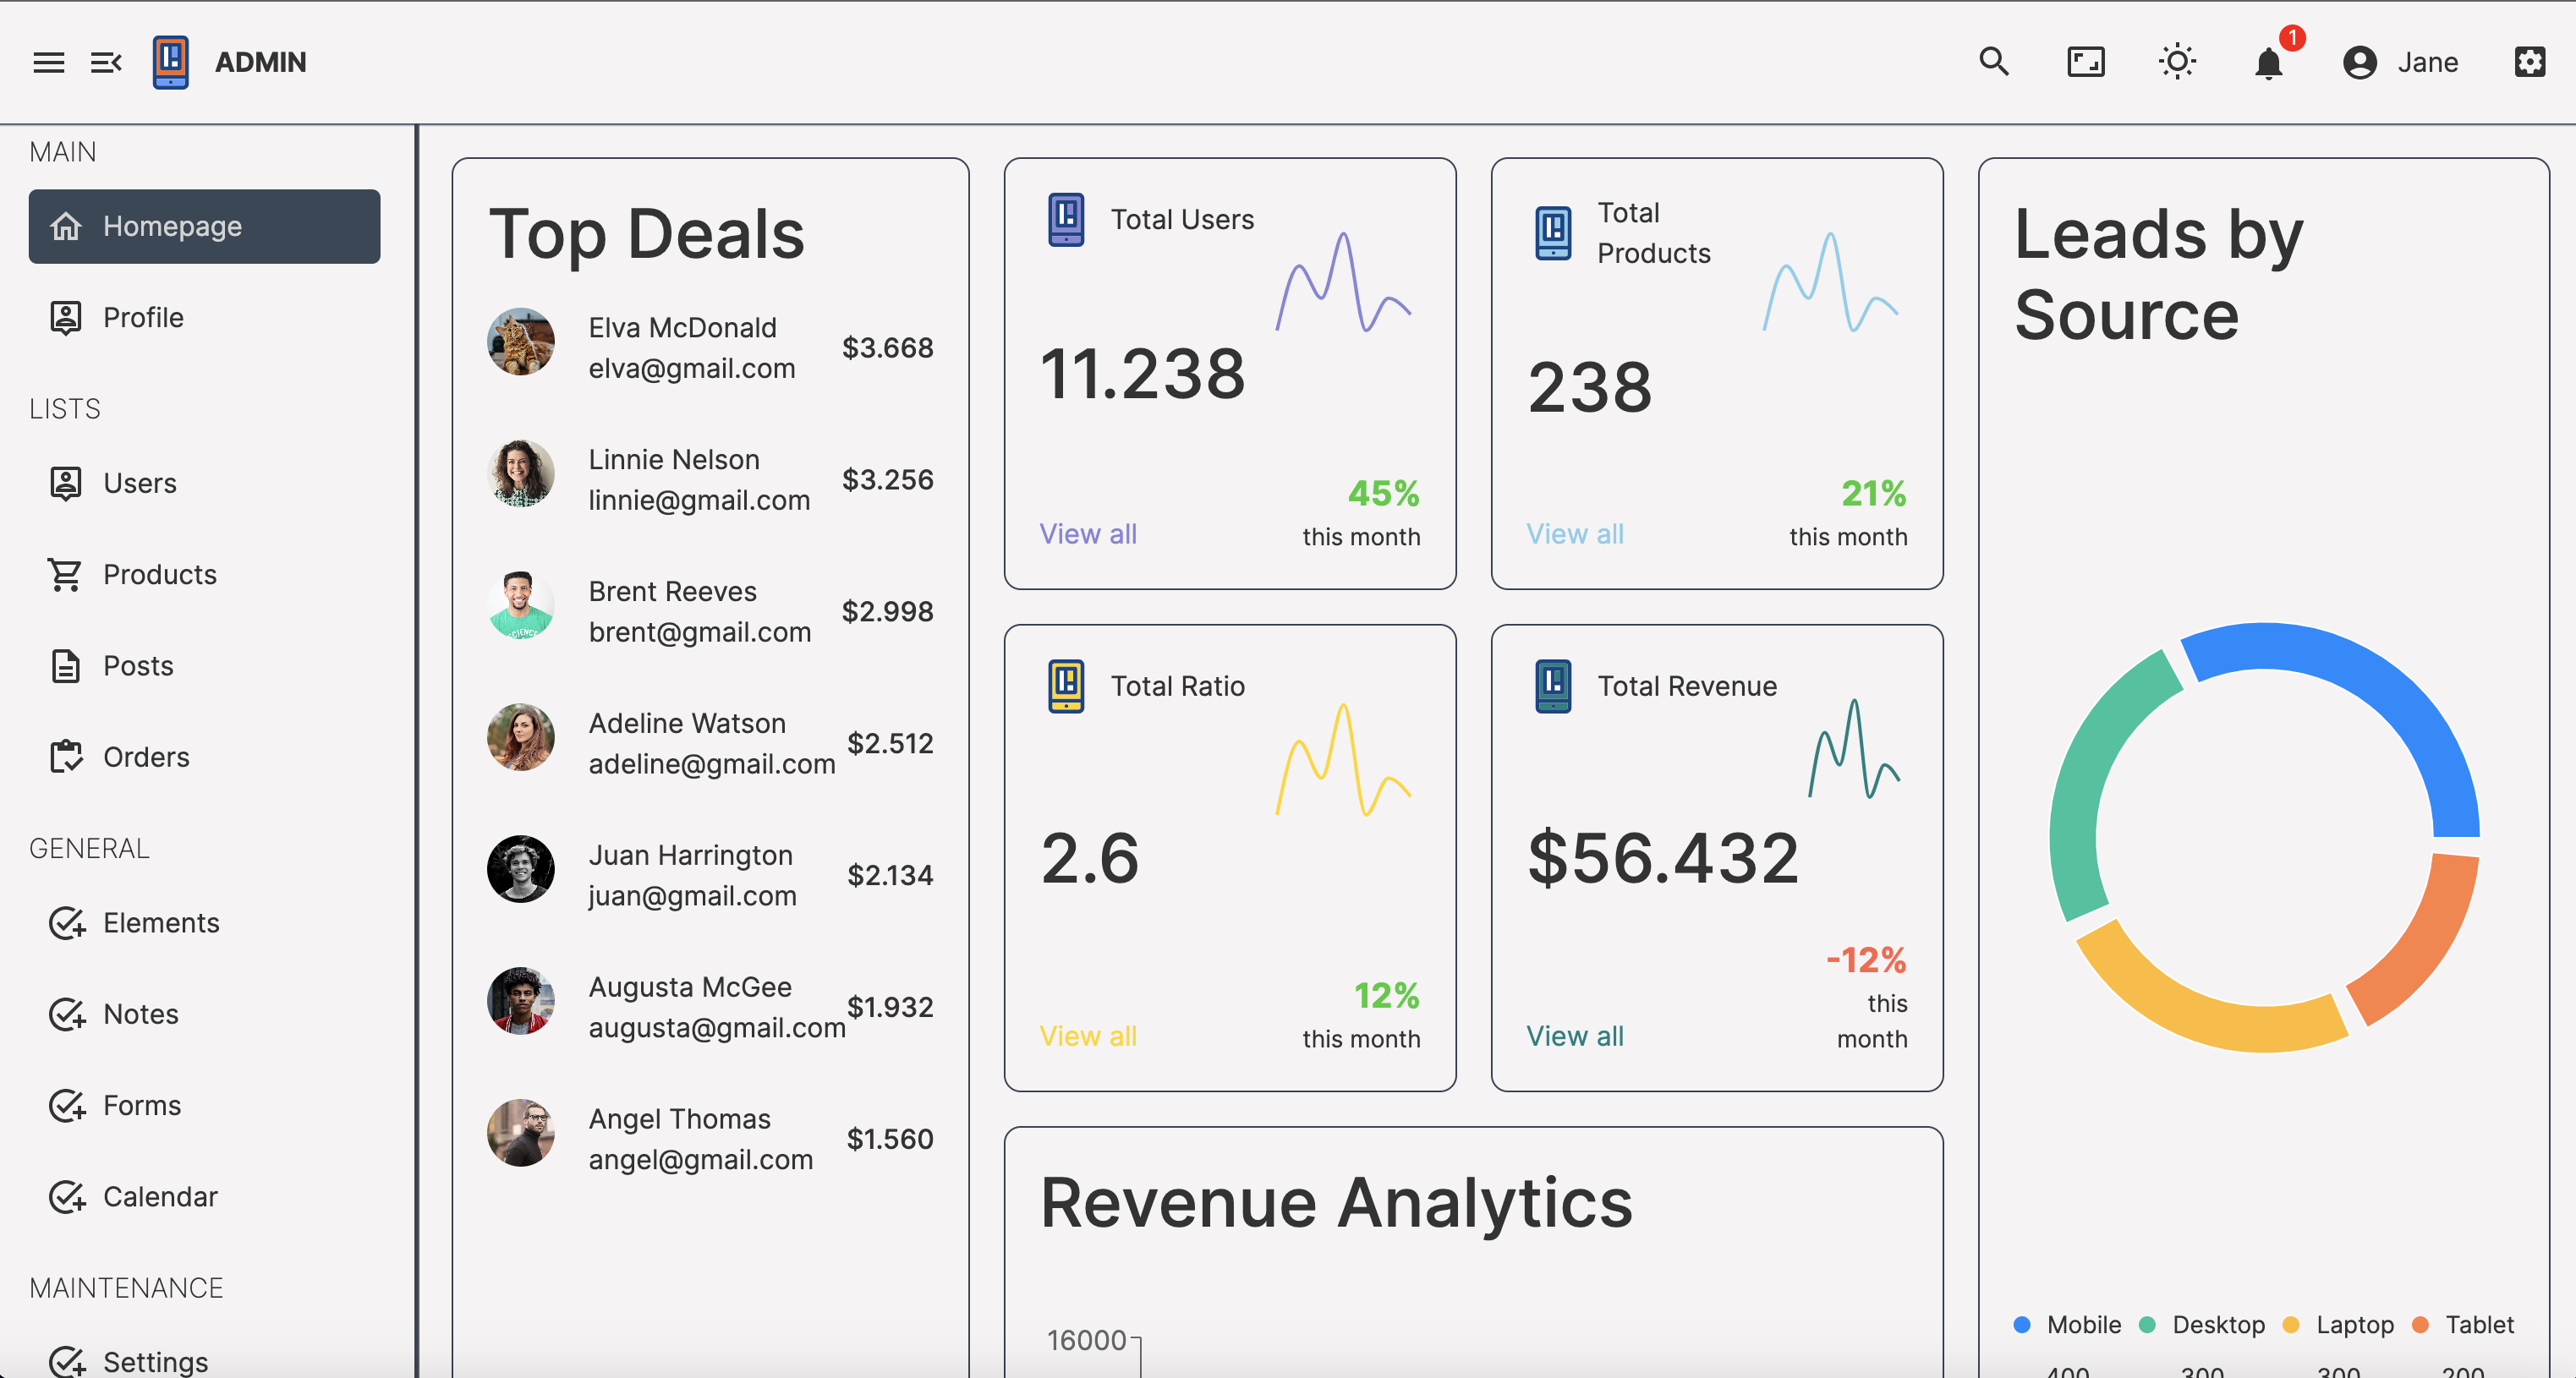 ADMIN
1
Jane
MAIN
Homepage
Profile
LISTS
Users
Products
Posts
Orders
GENERAL
Elements
Notes
Forms
Calendar
MAINTENANCE
Settings
Top Deals
Elva McDonald
elva@gmail.com
$3.668
Linnie Nelson
linnie@gmail.com
$3.256
Brent Reeves
brent@gmail.com
$2.998
Adeline Watson
adeline@gmail.com
$2.512
Juan Harrington
juan@gmail.com
$2.134
Augusta McGee
augusta@gmail.com
$1.932
Angel Thomas
angel@gmail.com
$1.560
Total Users
11.238
View all
45%
this month
Total
Products
238
View all
21%
this month
Total Ratio
2.6
View all
12%
this month
Total Revenue
$56.432
View all
-12%
this
month
Revenue Analytics
16000
Leads by
Source
Mobile
Desktop
Laptop
Tablet
400
300
300
200